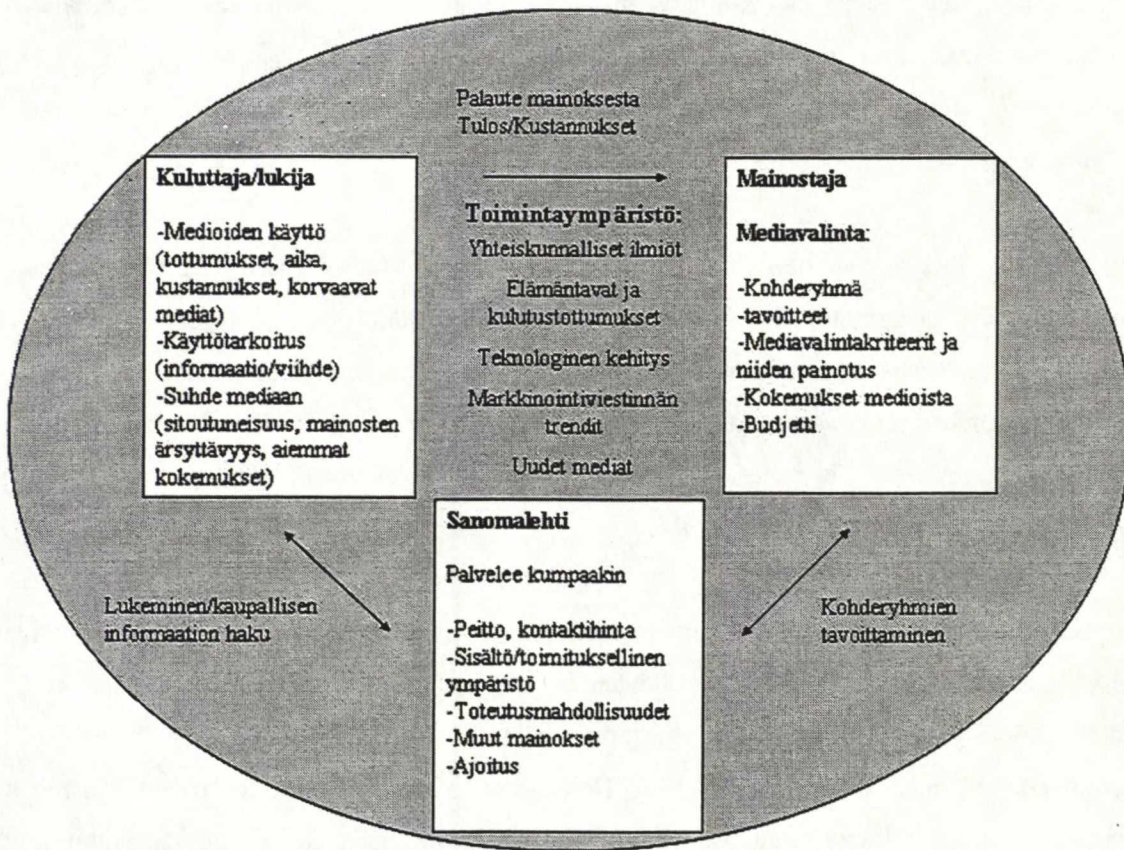 Palaute mainoksesta
Tulos/Kustannukset
Kuluttaja/lukija
-Medioiden käyttö
(tottumukset, aika,
kustannukset, korvaavat
mediat)
-Käyttötarkoitus
(informaatio/viihde)
-Suhde mediaan
(sitoutuneisuus, mainosten
ärsyttävyys, aiemmat
kokemukset)
Toimintaympäristö:
Yhteiskunnalliset ilmiöt
Elämäntavat ja
kulutustottumukset
Teknologinen kehitys
Markkinointiviestinnän
trendit
Uudet mediat
Mainostaja
Mediavalinta:
-Kohderyhmä
-tavoitteet
-Mediavalintakriteerit ja
niiden painotus
-Kokemukset medioista
-Budjetti
Sanomalehti
Palvelee kumpaakin
-Peitto, kontaktihinta
-Sisältö/toimituksellinen
ympäristö
-Toteutusmahdollisuudet
-Muut mainokset
-Ajoitus
Lukeminen/kaupallisen
informaation haku
Kohderyhmien
tavoittaminen